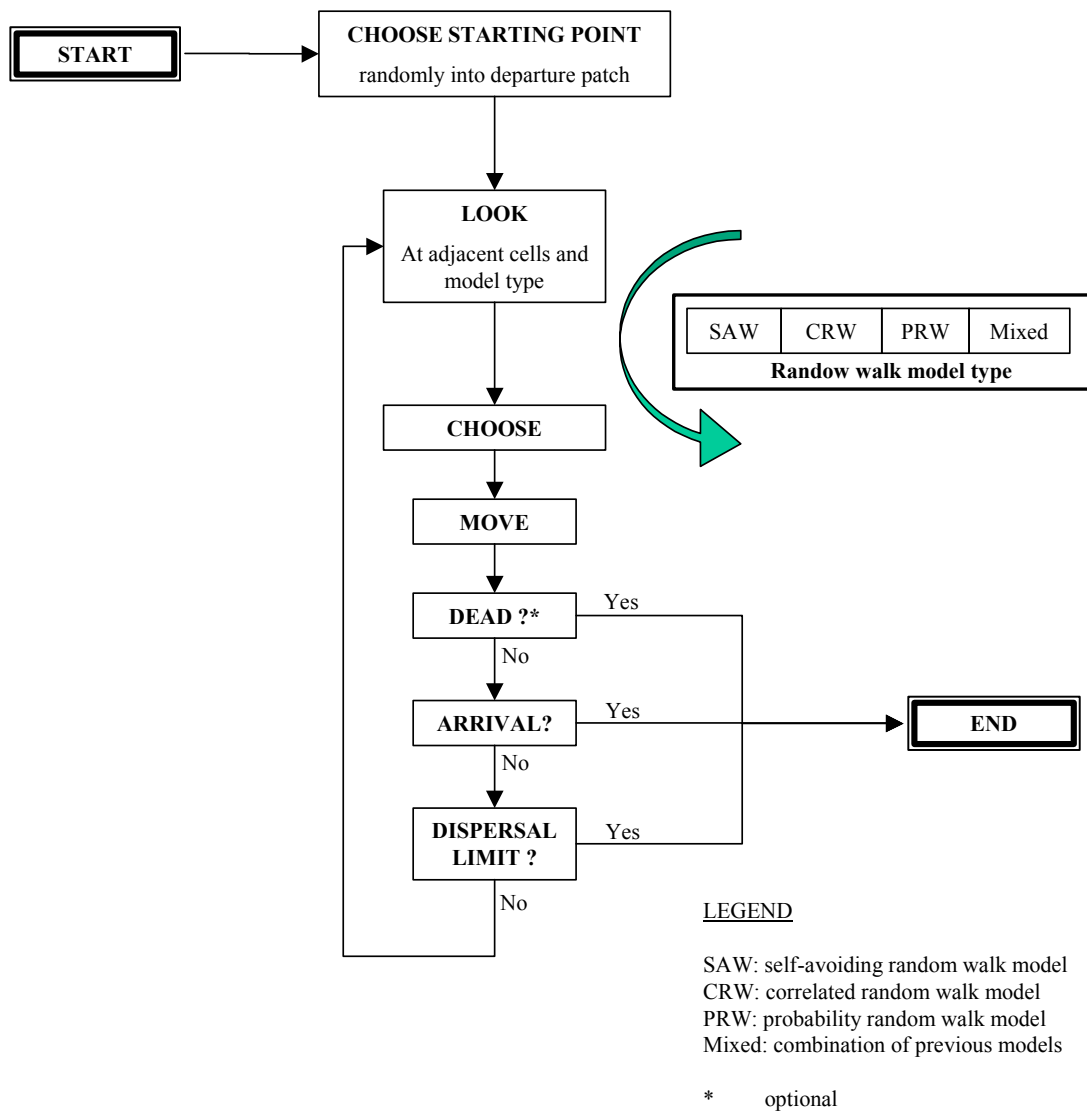 START
CHOOSE STARTING POINT
randomly into departure patch
LOOK
At adjacent cells and
model type
SAW CRW PRW Mixed
Randow walk model type
CHOOSE
MOVE
DEAD ?*
Yes
No
ARRIVAL?
Yes
END
No
DISPERSAL
LIMIT ?
Yes
No
LEGEND
SAW: self-avoiding random walk model
CRW: correlated random walk model
PRW: probability random walk model
Mixed: combination of previous models
* optional